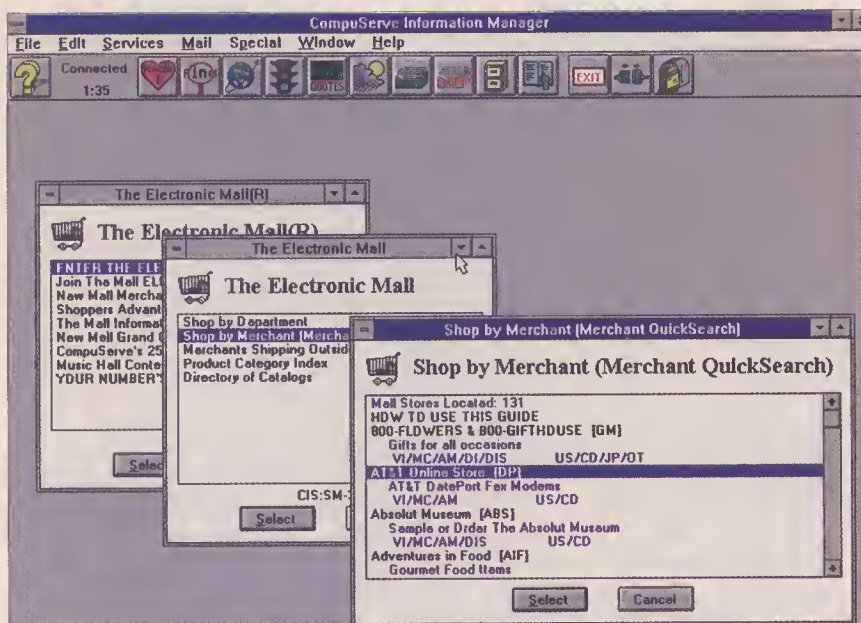 CompuServe Information Manager
File Edit Services Mail Special Window Help
Connected
1:35
QUOTES
EXIT
The Electronic Mall(R)
The Electronic Mall(R)
ENTER THE ELE
Join The Mall EL
New Mall Mercha
Shoppers Advant
The Mall Informat
New Mall Grand
CompuServe's 25
Music Hall Conte
YOUR NUMBER'S
Selec
The Electronic Mall
The Electronic Mall
Shop by Department
Shop by Merchant (Mercha
Merchants Shipping Outsid
Product Category Index
Directory of Catalogs
CIS:SM-
Select
Shop by Merchant (Merchant QuickSearch)
Shop by Merchant (Merchant QuickSearch)
Mall Stores Located: 131
HOW TO USE THIS GUIDE
800-FLOWERS & 800-GIFTHOUSE [GM]
Gifts for all occasions
VI/MC/AM/DI/DIS US/CD/JP/OT
AT&T Online Store [DP]
AT&T DataPort Fax Modems
VI/MC/AM US/CD
Absolut Museum [ABS]
Sample or Order The Absolut Museum
VI/MC/AM/DIS US/CD
Adventures in Food [AIF]
Gourmet Food Items
Select Cancel